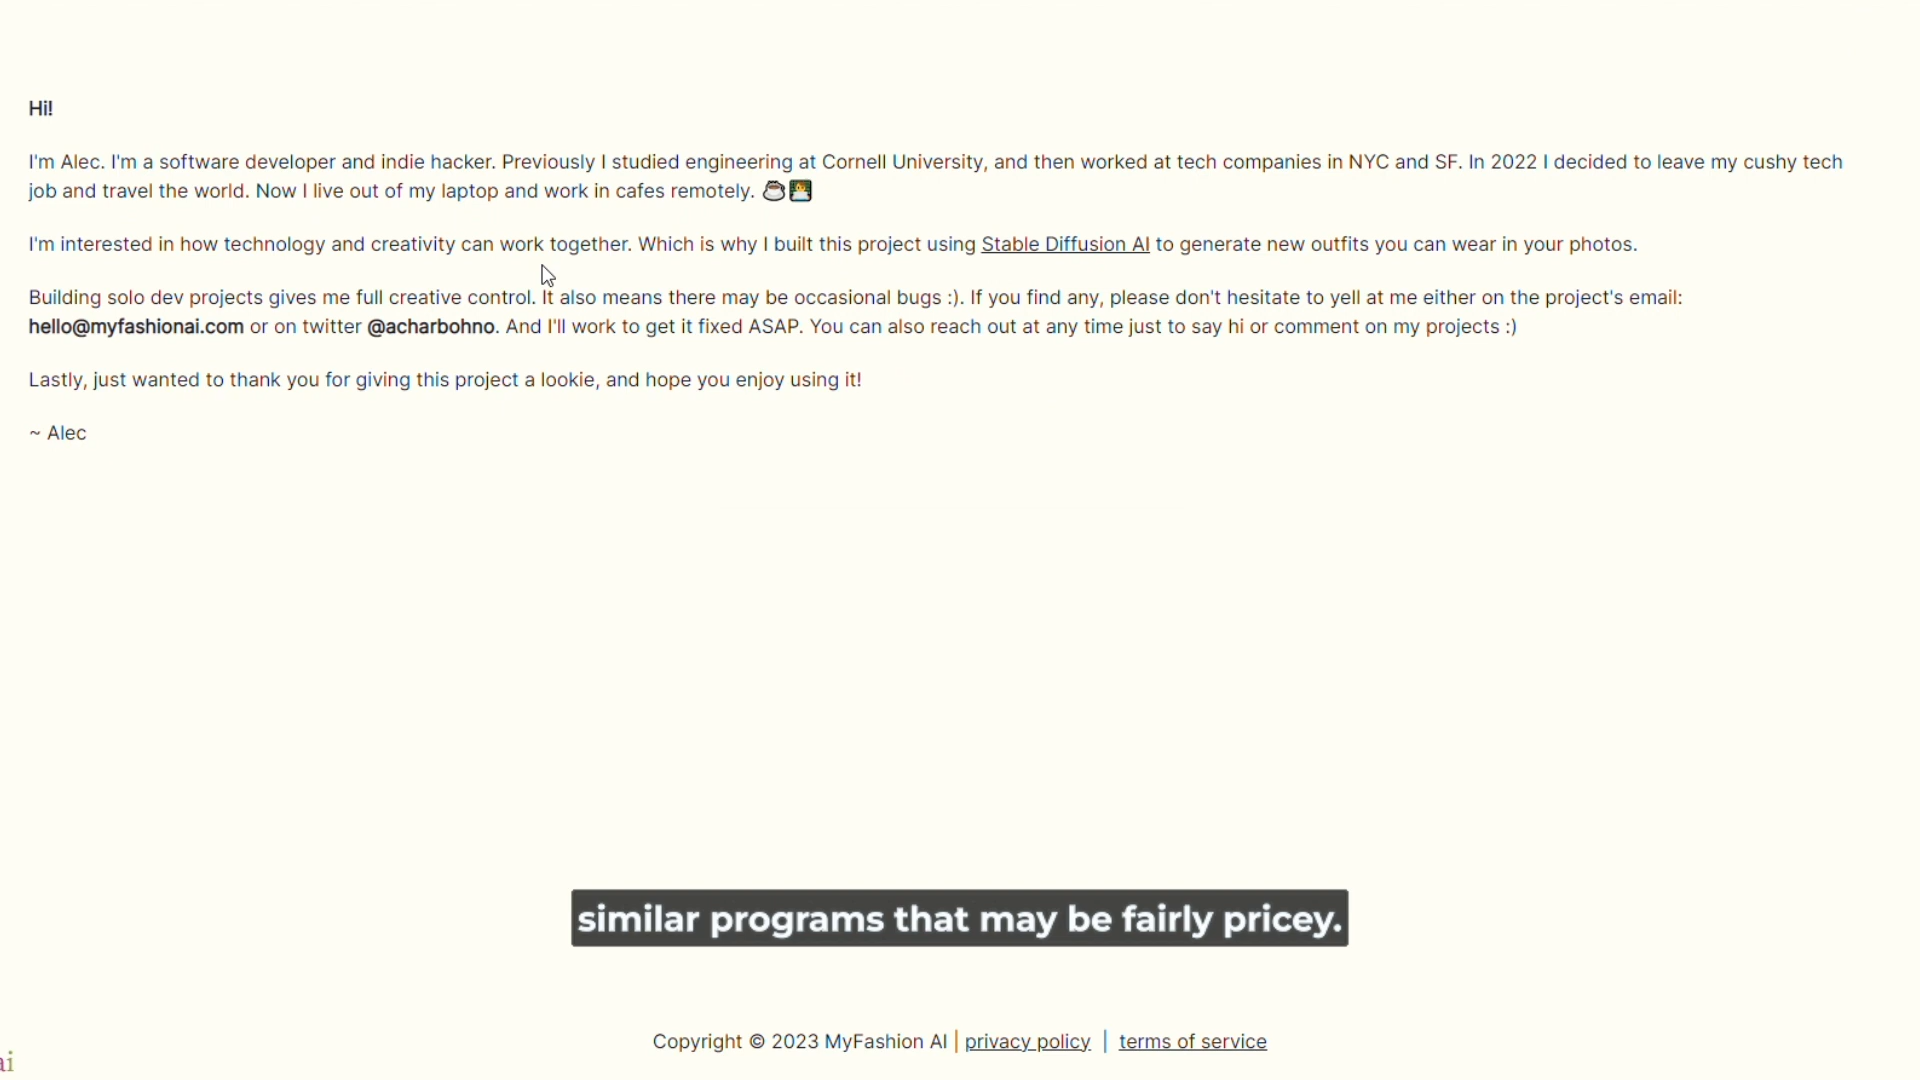 Hi!
I'm Alec. I'm a software developer and indie hacker. Previously I studied engineering at Cornell University, and then worked at tech companies in NYC and SF. In 2022 I decided to leave my cushy tech
job and travel the world. Now I live out of my laptop and work in cafes remotely. ☕👨‍💻
I'm interested in how technology and creativity can work together. Which is why I built this project using Stable Diffusion AI to generate new outfits you can wear in your photos.
Building solo dev projects gives me full creative control. It also means there may be occasional bugs :). If you find any, please don't hesitate to yell at me either on the project's email:
hello@myfashionai.com or on twitter @acharbohno. And I'll work to get it fixed ASAP. You can also reach out at any time just to say hi or comment on my projects :)
Lastly, just wanted to thank you for giving this project a lookie, and hope you enjoy using it!
~ Alec
similar programs that may be fairly pricey.
Copyright © 2023 MyFashion AI | privacy policy | terms of service
ai